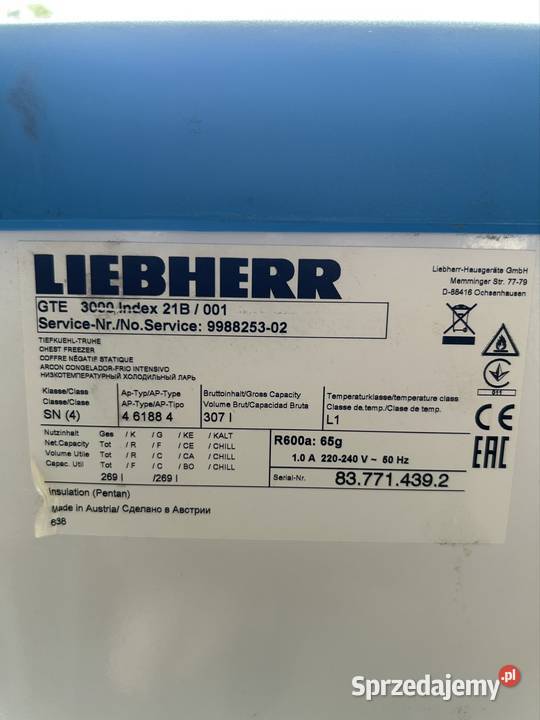 LIEBHERR
Liebherr-Hausgeräte GmbH
Memminger Str. 77-79
D-88416 Ochsenhausen
GTE 3000 Index 21B / 001
Service-Nr./No.Service: 9988253-02
TIEFKUEHL-TRUHE
CHEST FREEZER
COFFRE NÉGATIF STATIQUE
ARCON CONGELADOR-FRIO INTENSIVO
НИЗКОТЕМПЕРАТУРНЫЙ ХОЛОДИЛЬНЫЙ ЛАРЬ
Klasse/Class
Classe/Clase
SN (4)
Ap-Typ/AP-Type
AP-Type/AP-Tipo
4 6188 4
Bruttoinhalt/Gross Capacity
Volume Brut/Capacidad Bruta
307 l
Temperaturklasse/temperature class
Classe de.temp./Clase de temp.
L1
011
CE
EAC
Nutzinhalt Ges / K / G / KE / KALT
Net.Capacity Tot / R / F / CE / CHILL
Volume Utile Tot / R / C / CA / CHILL
Capac. Util Tot / F / C / BO / CHILL
269 l /269 l
R600a: 65g
1.0 A 220-240 V ~ 50 Hz
Serial-Nr. 83.771.439.2
Insulation (Pentan)
Made in Austria/ Сделано в Австрии
636
Sprzedajemy.pl